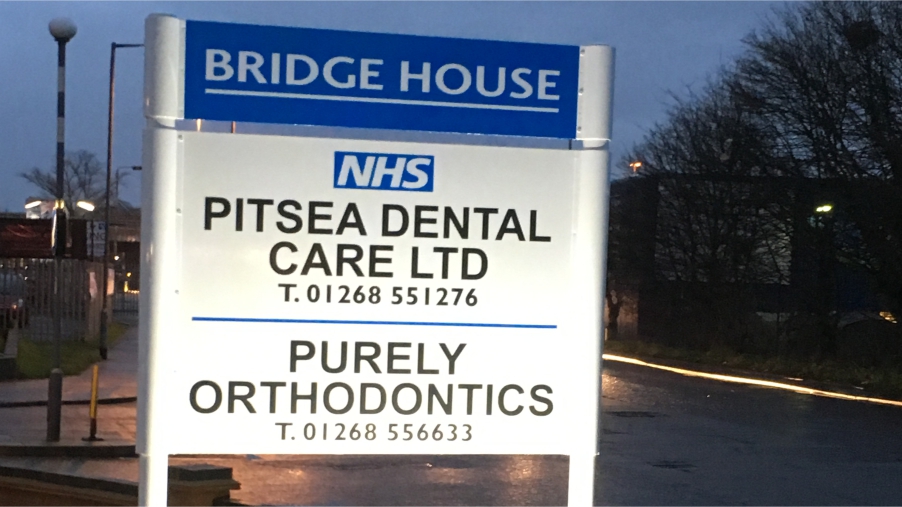 BRIDGE HOUSE
NHS
PITSEA DENTAL
CARE LTD
T. 01268 551276
PURELY
ORTHODONTICS
T. 01268 556633